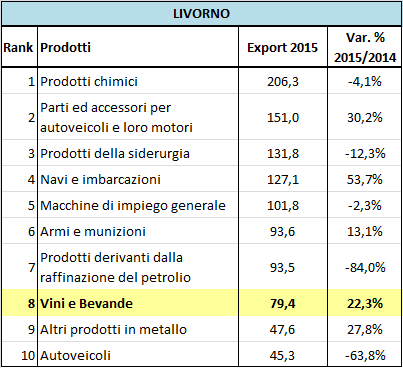 LIVORNO
Rank Prodotti Export 2015 Var. % 2015/2014
1 Prodotti chimici 206,3 -4,1%
2 Parti ed accessori per autoveicoli e loro motori 151,0 30,2%
3 Prodotti della siderurgia 131,8 -12,3%
4 Navi e imbarcazioni 127,1 53,7%
5 Macchine di impiego generale 101,8 -2,3%
6 Armi e munizioni 93,6 13,1%
7 Prodotti derivanti dalla raffinazione del petrolio 93,5 -84,0%
8 Vini e Bevande 79,4 22,3%
9 Altri prodotti in metallo 47,6 27,8%
10 Autoveicoli 45,3 -63,8%